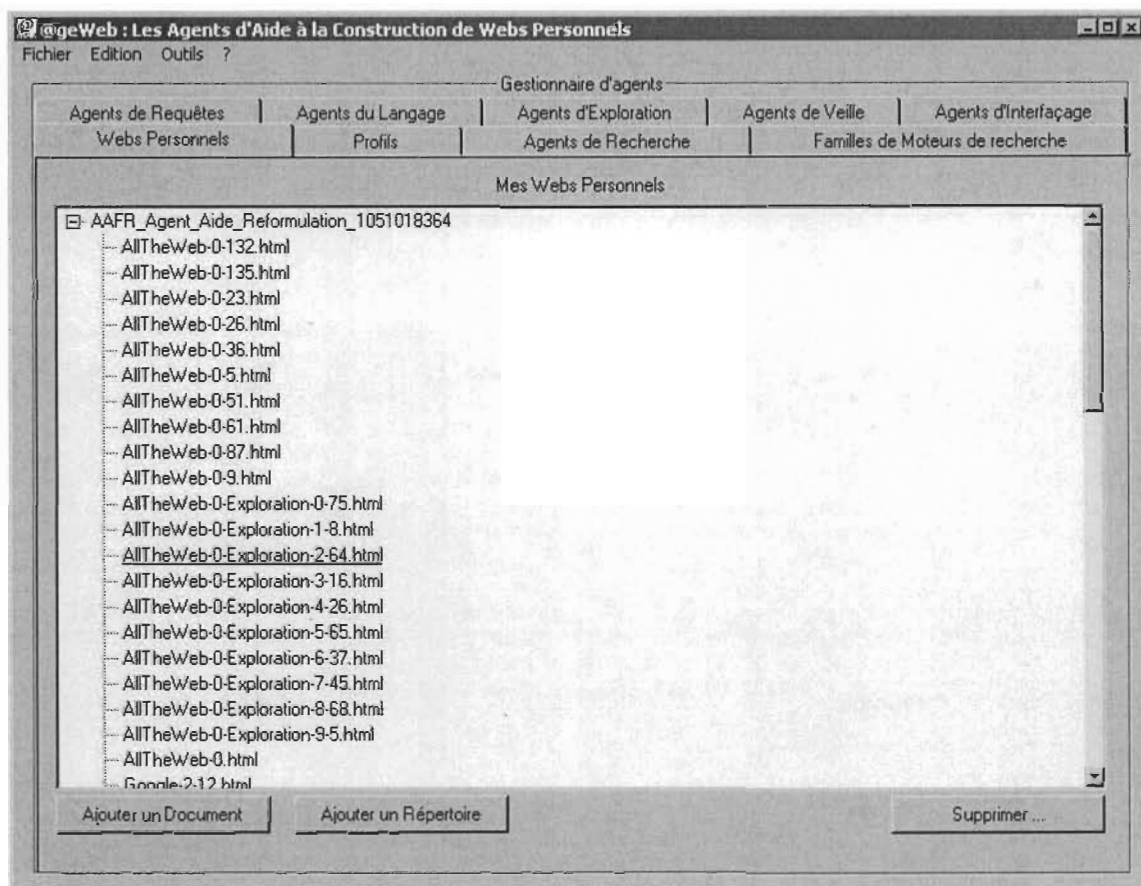 @geWeb : Les Agents d'Aide à la Construction de Webs Personnels
Fichier Edition Outils ?
Gestionnaire d'agents
Agents de Requêtes Agents du Langage Agents d'Exploration Agents de Veille Agents d'Interfaçage
Webs Personnels Profils Agents de Recherche Familles de Moteurs de recherche
Mes Webs Personnels
AAFR_Agent_Aide_Reformulation_1051018364
AllTheWeb-0-132.html
AllTheWeb-0-135.html
AllTheWeb-0-23.html
AllTheWeb-0-26.html
AllTheWeb-0-36.html
AllTheWeb-0-5.html
AllTheWeb-0-51.html
AllTheWeb-0-61.html
AllTheWeb-0-87.html
AllTheWeb-0-9.html
AllTheWeb-0-Exploration-0-75.html
AllTheWeb-0-Exploration-1-8.html
AllTheWeb-0-Exploration-2-64.html
AllTheWeb-0-Exploration-3-16.html
AllTheWeb-0-Exploration-4-26.html
AllTheWeb-0-Exploration-5-65.html
AllTheWeb-0-Exploration-6-37.html
AllTheWeb-0-Exploration-7-45.html
AllTheWeb-0-Exploration-8-68.html
AllTheWeb-0-Exploration-9-5.html
AllTheWeb-0.html
Google-2-12.html
Ajouter un Document Ajouter un Répertoire Supprimer ...